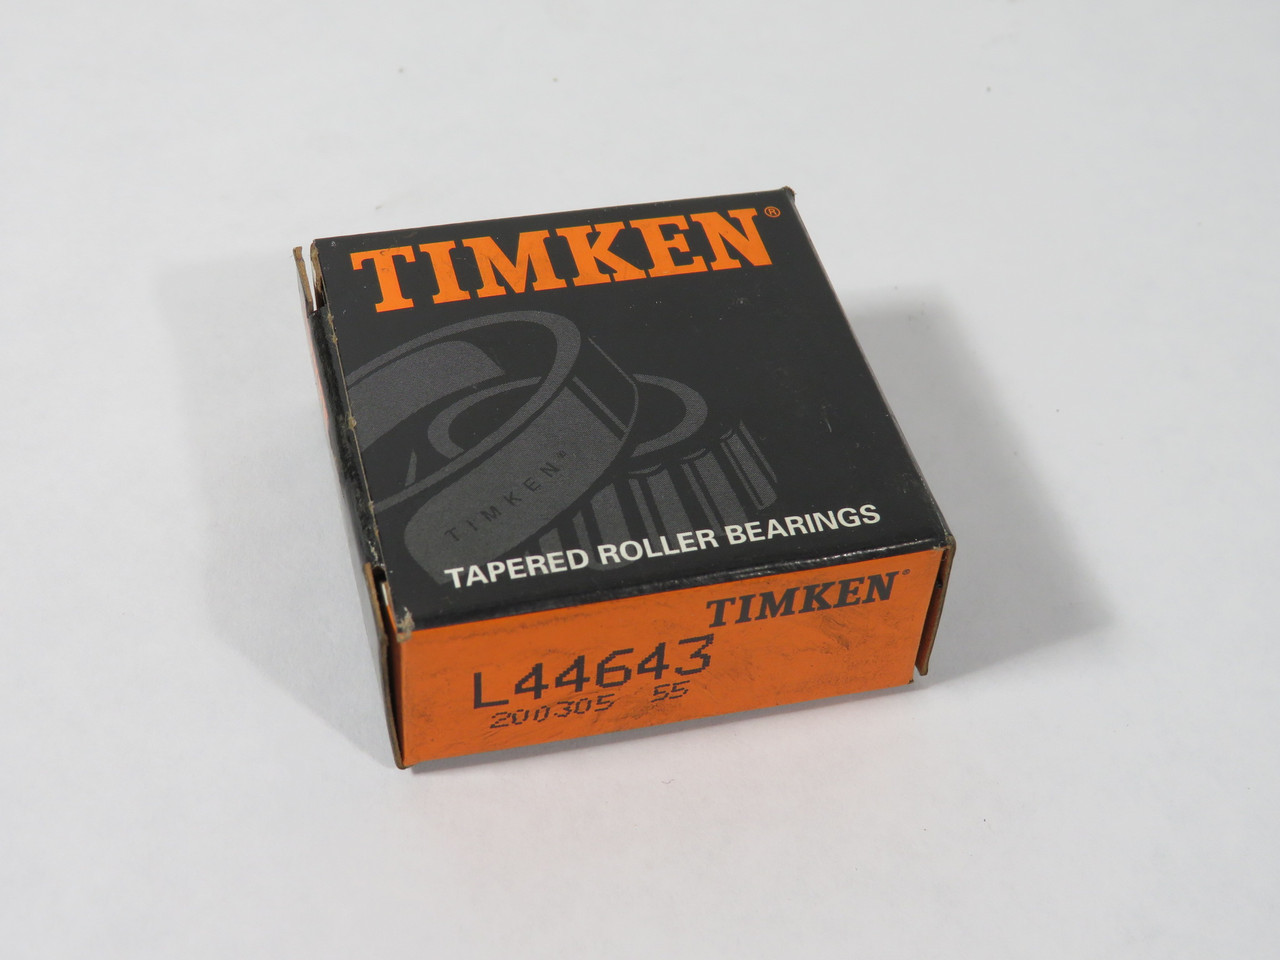 TIMKEN®
TIMKEN®
TAPERED ROLLER BEARINGS
TIMKEN®
L44643
200305 55